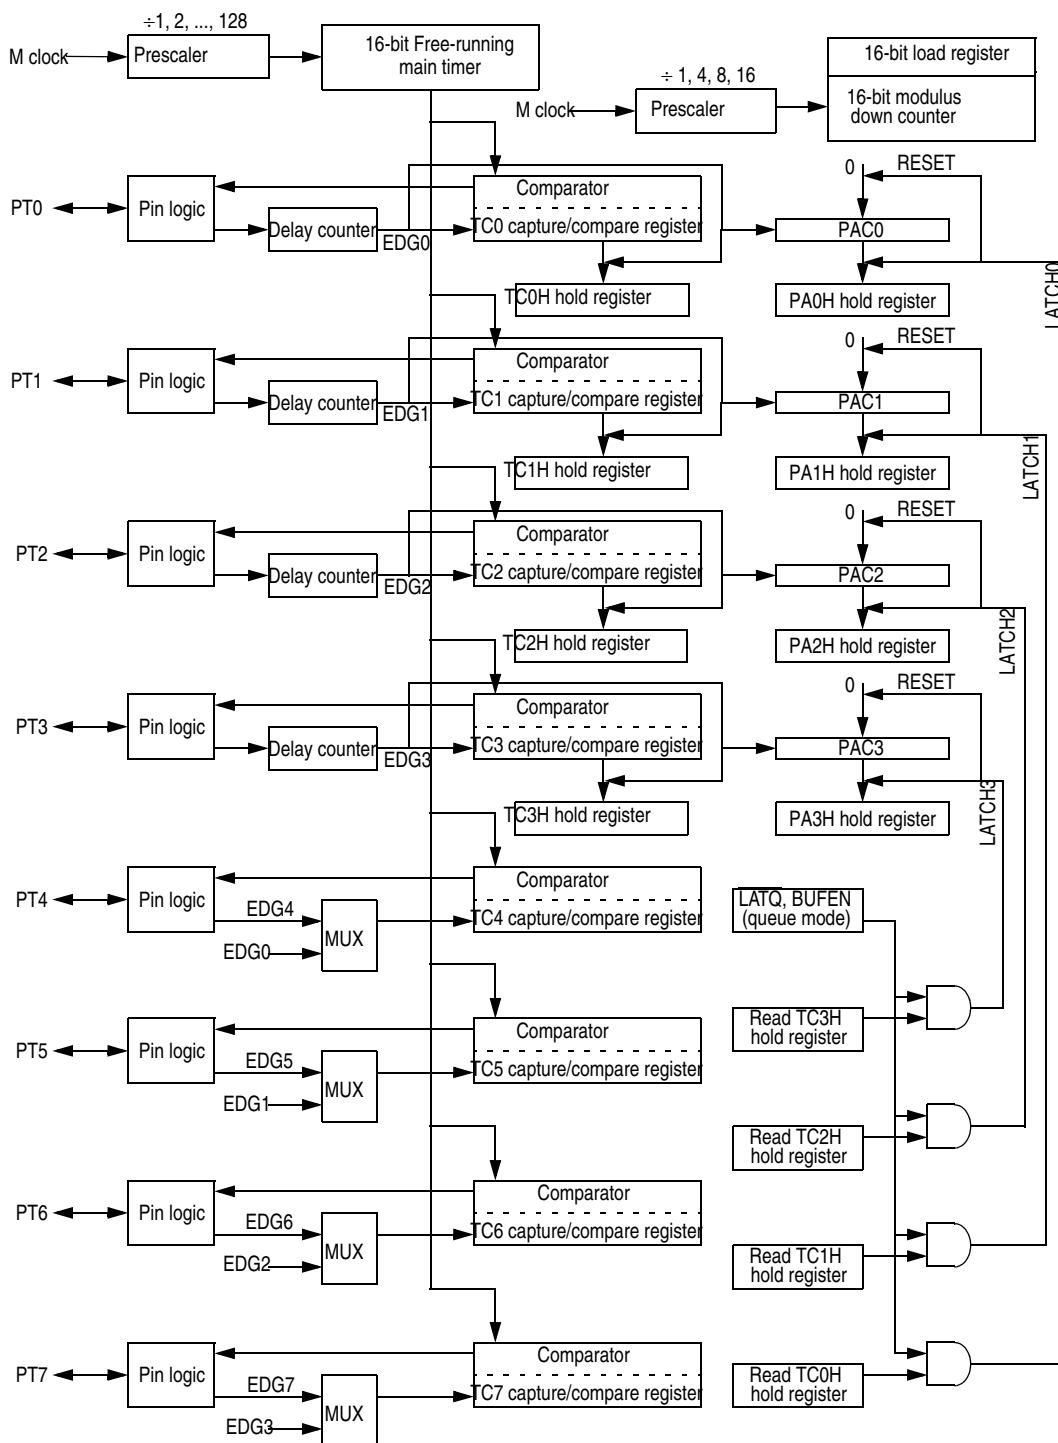 ÷1, 2, ..., 128
M clock
Prescaler
16-bit Free-running
main timer
÷ 1, 4, 8, 16
M clock
Prescaler
16-bit load register
16-bit modulus
down counter
PT0
Pin logic
Delay counter
EDG0
Comparator
TC0 capture/compare register
TC0H hold register
0
RESET
PAC0
PA0H hold register
LATCH0
PT1
Pin logic
Delay counter
EDG1
Comparator
TC1 capture/compare register
TC1H hold register
0
RESET
PAC1
PA1H hold register
LATCH1
PT2
Pin logic
Delay counter
EDG2
Comparator
TC2 capture/compare register
TC2H hold register
0
RESET
PAC2
PA2H hold register
LATCH2
PT3
Pin logic
Delay counter
EDG3
Comparator
TC3 capture/compare register
TC3H hold register
0
RESET
PAC3
PA3H hold register
LATCH3
PT4
Pin logic
EDG4
EDG0
MUX
Comparator
TC4 capture/compare register
LATQ, BUFEN
(queue mode)
PT5
Pin logic
EDG5
EDG1
MUX
Comparator
TC5 capture/compare register
Read TC3H
hold register
Read TC2H
hold register
PT6
Pin logic
EDG6
EDG2
MUX
Comparator
TC6 capture/compare register
Read TC1H
hold register
PT7
Pin logic
EDG7
EDG3
MUX
Comparator
TC7 capture/compare register
Read TC0H
hold register